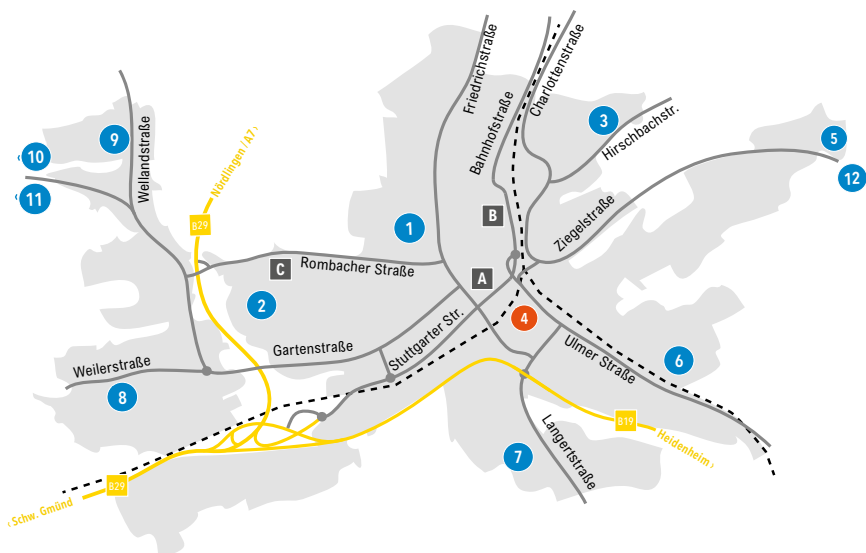 Friedrichstraße
Bahnhofstraße
Charlottenstraße
3
Hirschbachstr.
5
9
10
Wellandstraße
12
11
Nördlingen /A7›
B29
1
B
Ziegelstraße
C
Rombacher Straße
A
2
4
Stuttgarter Str.
Gartenstraße
Ulmer Straße
6
Weilerstraße
8
B19
Heidenheim›
7
Langertstraße
B29
‹ Schw. Gmünd